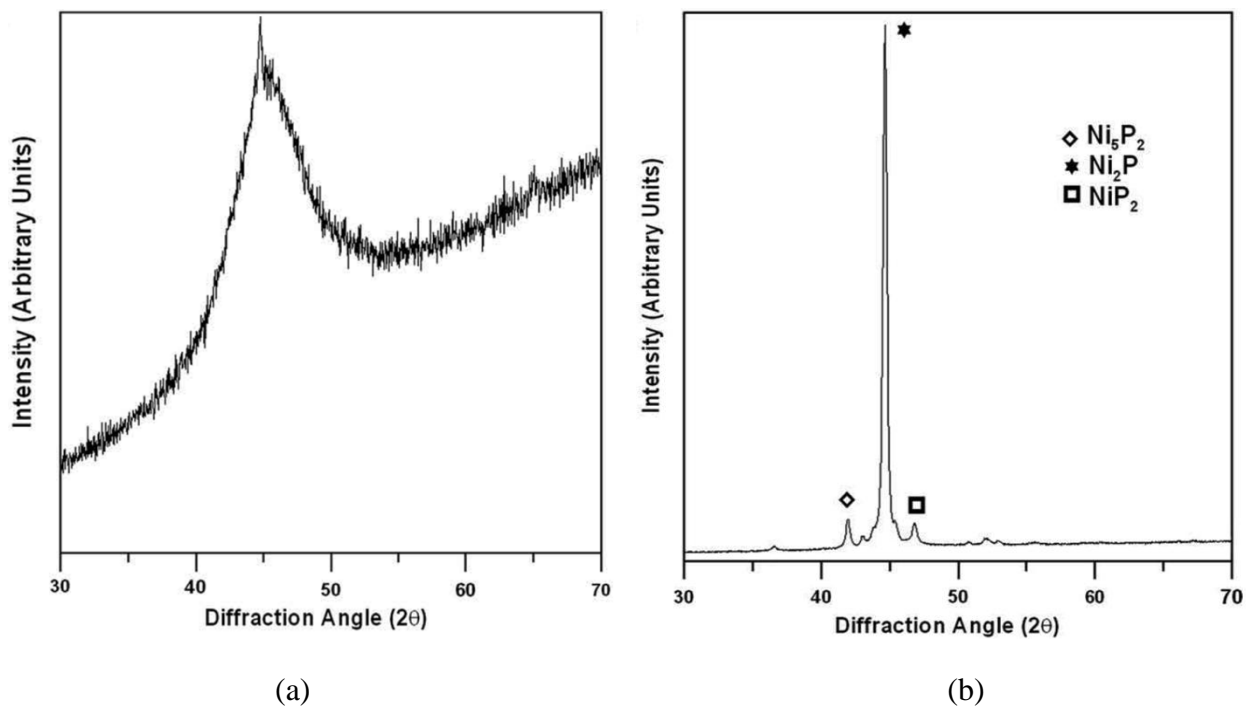 Intensity (Arbitrary Units)
30
40
50
60
70
Diffraction Angle (2θ)
(a)
Intensity (Arbitrary Units)
Ni₅P₂
Ni₂P
NiP₂
30
40
50
60
70
Diffraction Angle (2θ)
(b)